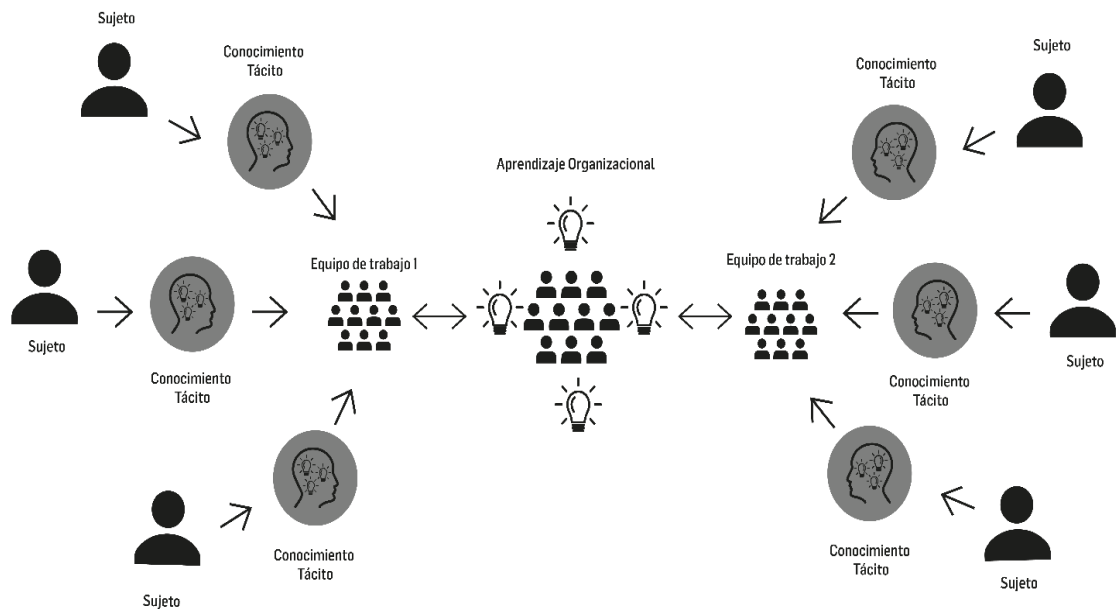 Sujeto
Conocimiento
Tácito
Sujeto
Conocimiento
Tácito
Aprendizaje Organizacional
Equipo de trabajo 1
Equipo de trabajo 2
Sujeto
Conocimiento
Tácito
Conocimiento
Tácito
Sujeto
Conocimiento
Tácito
Sujeto
Conocimiento
Tácito
Sujeto